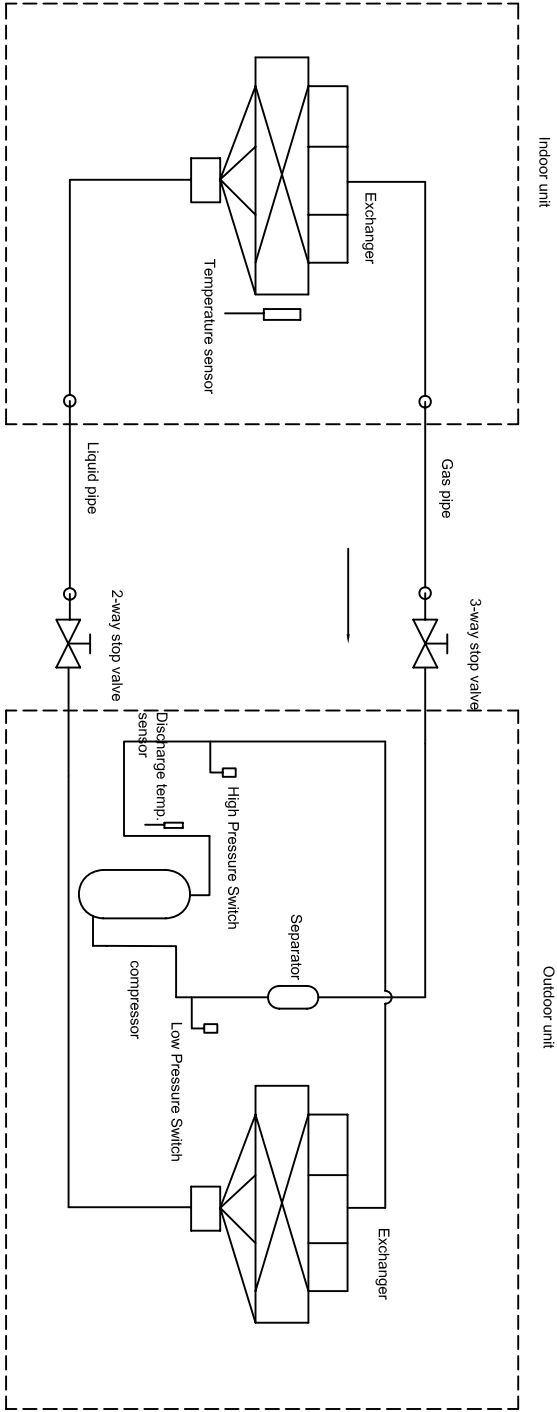 Indoor unit
Outdoor unit
Exchanger
Temperature sensor
Gas pipe
Liquid pipe
3-way stop valve
2-way stop valve
Discharge temp.
sensor
High Pressure Switch
Separator
compressor
Low Pressure Switch
Exchanger